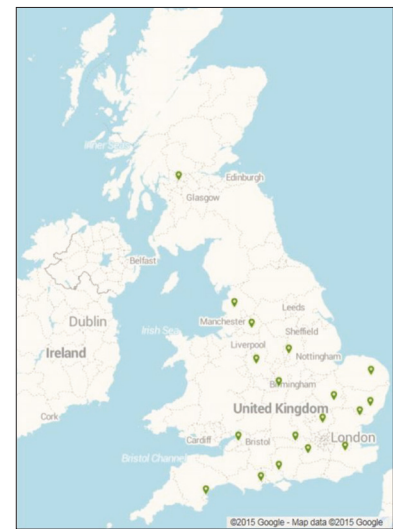 Inner Seas
Edinburgh
Glasgow
Belfast
Leeds
Dublin
Manchester
Irish Sea
Sheffield
Ireland
Liverpool
Nottingham
Birmingham
Cork
United Kingdom
Cardiff
Bristol
London
Bristol Channel
©2015 Google - Map data ©2015 Google